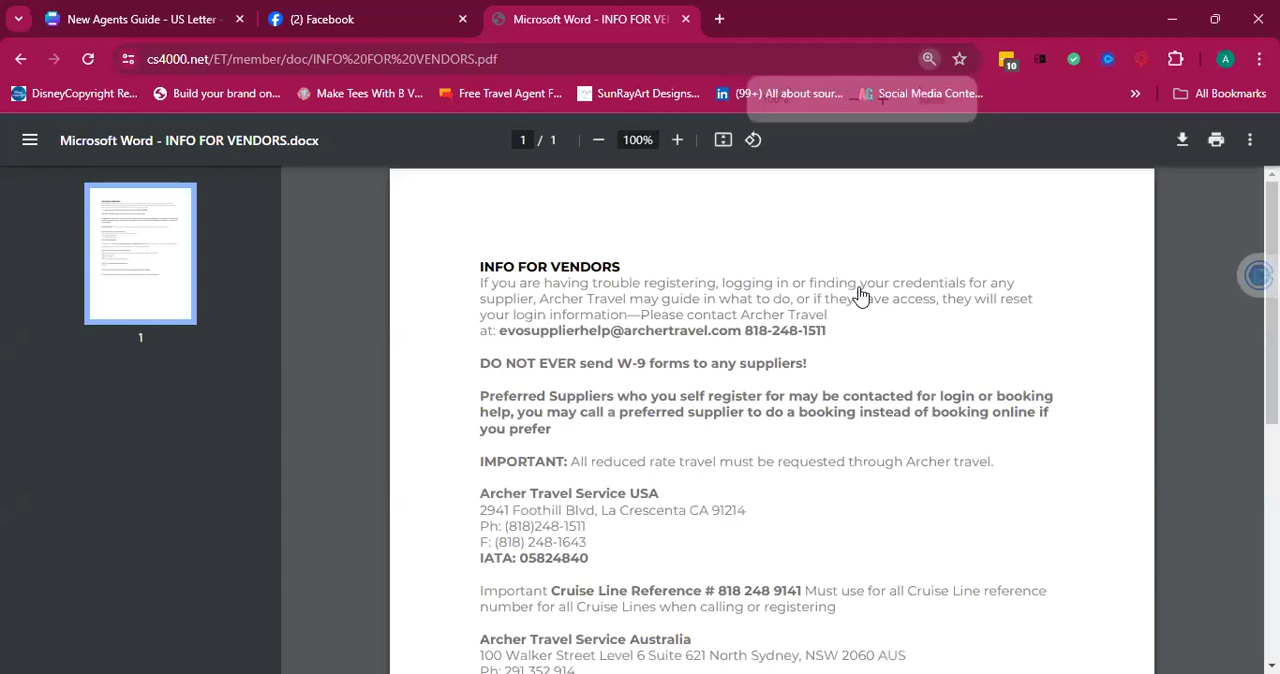 New Agents Guide - US Letter
(2) Facebook
Microsoft Word - INFO FOR VE
cs4000.net/ET/member/doc/INFO%20FOR%20VENDORS.pdf
10
A
DisneyCopyright Re...
Build your brand on...
Make Tees With B V...
Free Travel Agent F...
SunRayArt Designs...
(99+) All about sour...
Social Media Conte...
All Bookmarks
Microsoft Word - INFO FOR VENDORS.docx
1 / 1
100%
1
INFO FOR VENDORS
If you are having trouble registering, logging in or finding your credentials for any
supplier, Archer Travel may guide in what to do, or if they have access, they will reset
your login information—Please contact Archer Travel
at: evosupplierhelp@archertravel.com 818-248-1511
DO NOT EVER send W-9 forms to any suppliers!
Preferred Suppliers who you self register for may be contacted for login or booking
help, you may call a preferred supplier to do a booking instead of booking online if
you prefer
IMPORTANT: All reduced rate travel must be requested through Archer travel.
Archer Travel Service USA
2941 Foothill Blvd, La Crescenta CA 91214
Ph: (818)248-1511
F: (818) 248-1643
IATA: 05824840
Important Cruise Line Reference # 818 248 9141 Must use for all Cruise Line reference
number for all Cruise Lines when calling or registering
Archer Travel Service Australia
100 Walker Street Level 6 Suite 621 North Sydney, NSW 2060 AUS
Ph: 291 352 914